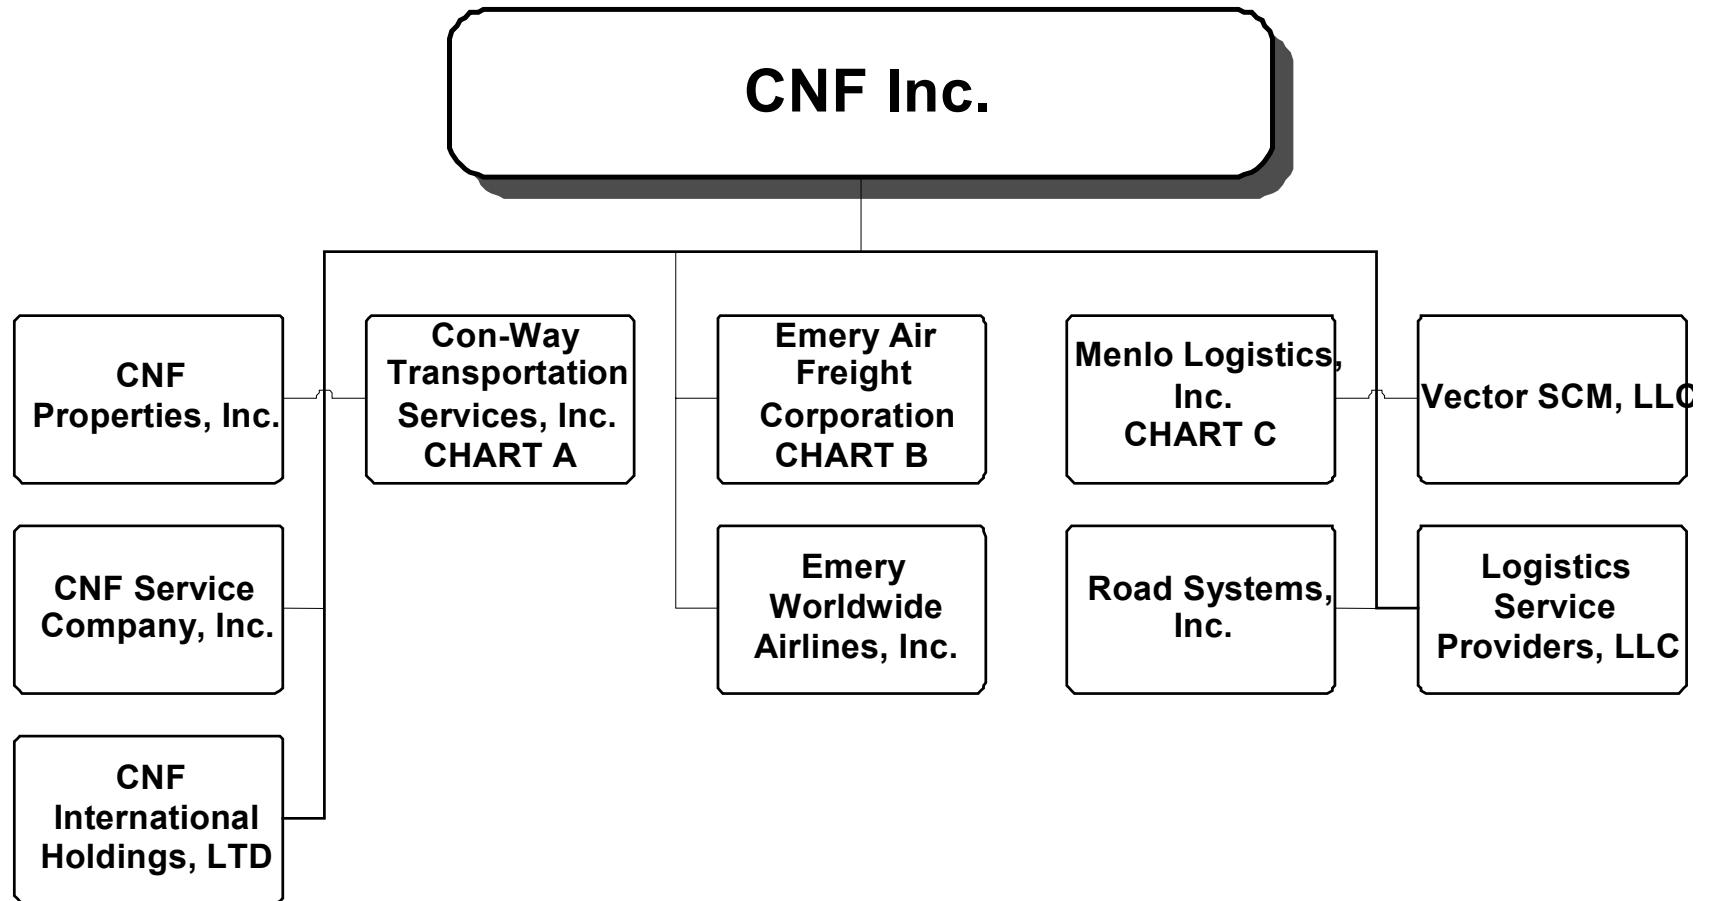 CNF Inc.
CNF
Properties, Inc.
Con-Way
Transportation
Services, Inc.
CHART A
Emery Air
Freight
Corporation
CHART B
Menlo Logistics,
Inc.
CHART C
Vector SCM, LLC
CNF Service
Company, Inc.
Emery
Worldwide
Airlines, Inc.
Road Systems,
Inc.
Logistics
Service
Providers, LLC
CNF
International
Holdings, LTD